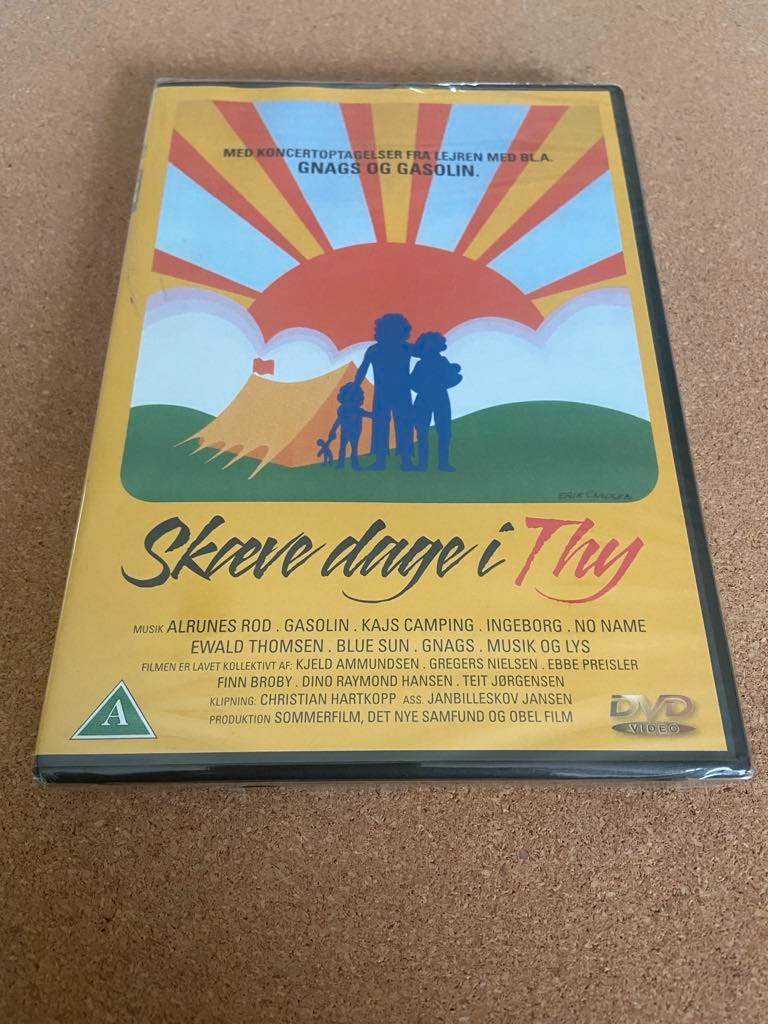 MED KONCERTOPTAGELSER FRA LEJREN MED BL.A.
GNAGS OG GASOLIN.
Skæve dage i Thy
MUSIK ALRUNES ROD . GASOLIN . KAJS CAMPING . INGEBORG . NO NAME
EWALD THOMSEN . BLUE SUN . GNAGS . MUSIK OG LYS
FILMEN ER LAVET KOLLEKTIVT AF: KJELD AMMUNDSEN . GREGERS NIELSEN . EBBE PREISLER
FINN BROBY . DINO RAYMOND HANSEN . TEIT JØRGENSEN
KLIPNING: CHRISTIAN HARTKOPP ASS. JANBILLESKOV JANSEN
PRODUKTION SOMMERFILM, DET NYE SAMFUND OG OBEL FILM
A
DVD
VIDEO